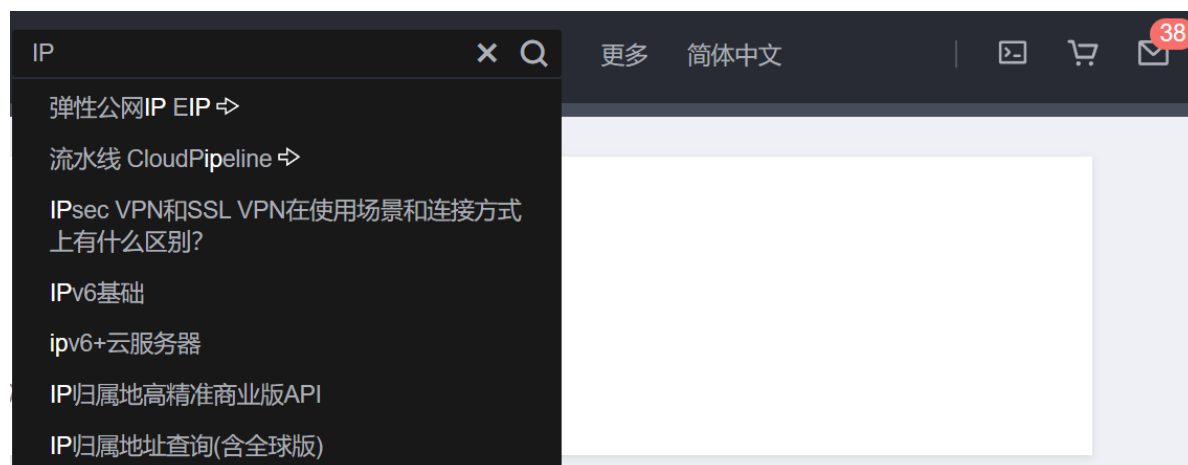 IP
更多
简体中文
38
弹性公网IP EIP
流水线 CloudPipeline
IPsec VPN和SSL VPN在使用场景和连接方式
上有什么区别?
IPv6基础
ipv6+云服务器
IP归属地高精准商业版API
IP归属地址查询(含全球版)